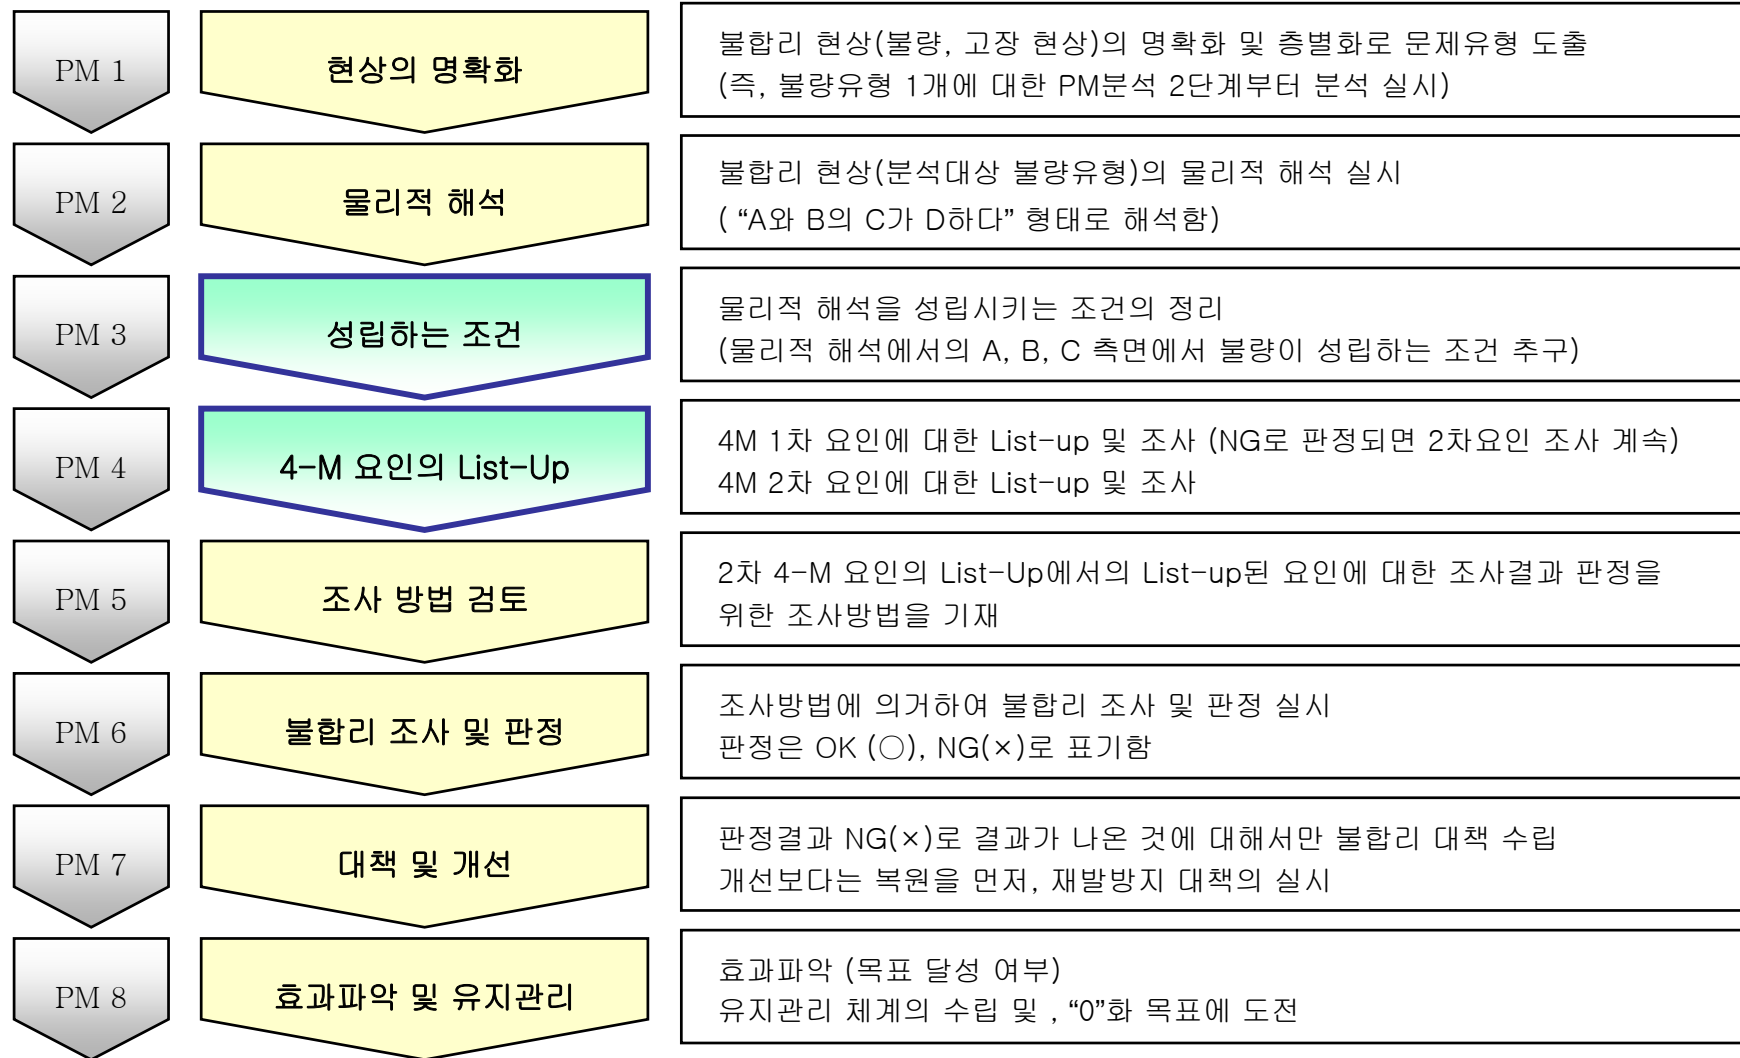 PM 1
현상의 명확화
불합리 현상(불량, 고장 현상)의 명확화 및 층별화로 문제유형 도출
(즉, 불량유형 1개에 대한 PM분석 2단계부터 분석 실시)
PM 2
물리적 해석
불합리 현상(분석대상 불량유형)의 물리적 해석 실시
( “A와 B의 C가 D하다” 형태로 해석함)
PM 3
성립하는 조건
물리적 해석을 성립시키는 조건의 정리
(물리적 해석에서의 A, B, C 측면에서 불량이 성립하는 조건 추구)
PM 4
4-M 요인의 List-Up
4M 1차 요인에 대한 List-up 및 조사 (NG로 판정되면 2차요인 조사 계속)
4M 2차 요인에 대한 List-up 및 조사
PM 5
조사 방법 검토
2차 4-M 요인의 List-Up에서의 List-up된 요인에 대한 조사결과 판정을
위한 조사방법을 기재
PM 6
불합리 조사 및 판정
조사방법에 의거하여 불합리 조사 및 판정 실시
판정은 OK (○), NG(×)로 표기함
PM 7
대책 및 개선
판정결과 NG(×)로 결과가 나온 것에 대해서만 불합리 대책 수립
개선보다는 복원을 먼저, 재발방지 대책의 실시
PM 8
효과파악 및 유지관리
효과파악 (목표 달성 여부)
유지관리 체계의 수립 및 , “0”화 목표에 도전